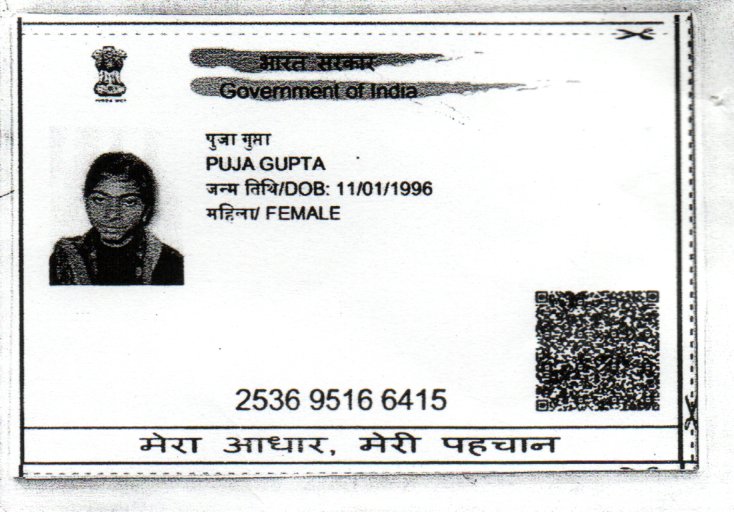 भारत सरकार
Government of India
पुजा गुप्ता
PUJA GUPTA
जन्म तिथि/DOB: 11/01/1996
महिला/ FEMALE
2536 9516 6415
मेरा आधार, मेरी पहचान